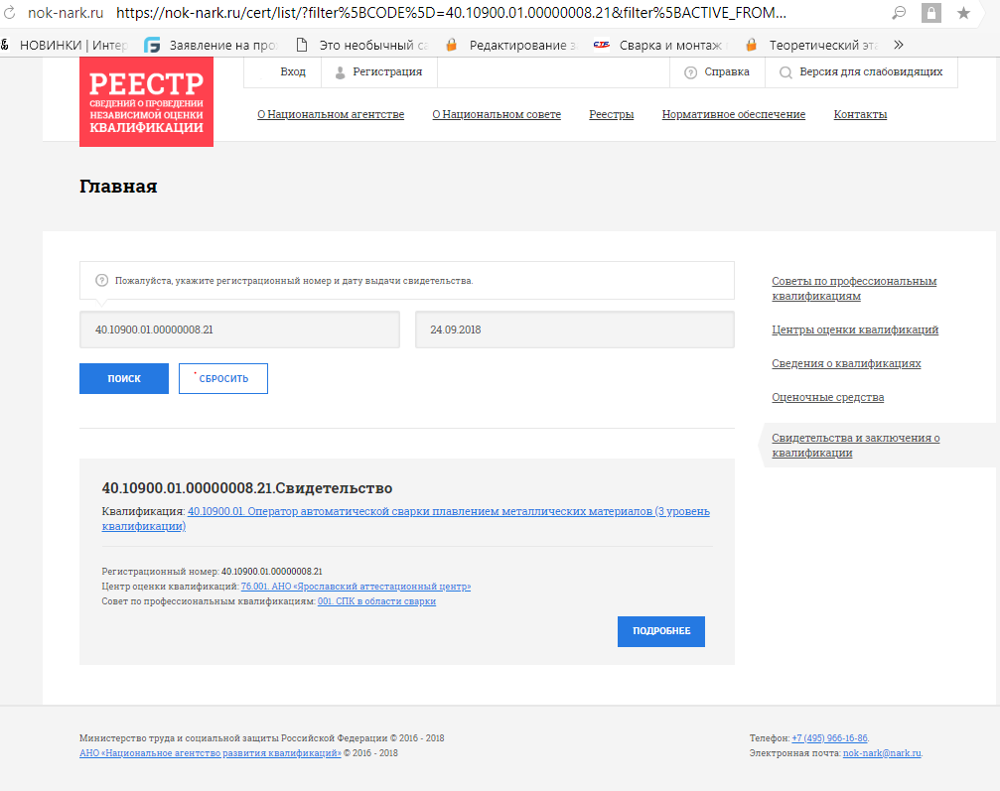 nok-nark.ru https://nok-nark.ru/cert/list/?filter%5BCODE%5D=40.10900.01.00000008.21&filter%5BACTIVE_FROM...
НОВИНКИ | Интер Заявление на про Это необычный са Редактирование з СТБ Сварка и монтаж Теоретический эта »
РЕЕСТР
СВЕДЕНИЙ О ПРОВЕДЕНИИ
НЕЗАВИСИМОЙ ОЦЕНКИ
КВАЛИФИКАЦИИ
Вход Регистрация Справка Версия для слабовидящих
О Национальном агентстве О Национальном совете Реестры Нормативное обеспечение Контакты
Главная
Пожалуйста, укажите регистрационный номер и дату выдачи свидетельства.
40.10900.01.00000008.21 24.09.2018
ПОИСК * СБРОСИТЬ
Советы по профессиональным
квалификациям
Центры оценки квалификаций
Сведения о квалификациях
Оценочные средства
Свидетельства и заключения о
квалификации
40.10900.01.00000008.21.Свидетельство
Квалификация: 40.10900.01. Оператор автоматической сварки плавлением металлических материалов (3 уровень
квалификации)
Регистрационный номер: 40.10900.01.00000008.21
Центр оценки квалификаций: 76.001. АНО «Ярославский аттестационный центр»
Совет по профессиональным квалификациям: 001. СПК в области сварки
ПОДРОБНЕЕ
Министерство труда и социальной защиты Российской Федерации © 2016 - 2018
АНО «Национальное агентство развития квалификаций» © 2016 - 2018
Телефон: +7 (495) 966-16-86.
Электронная почта: nok-nark@nark.ru.